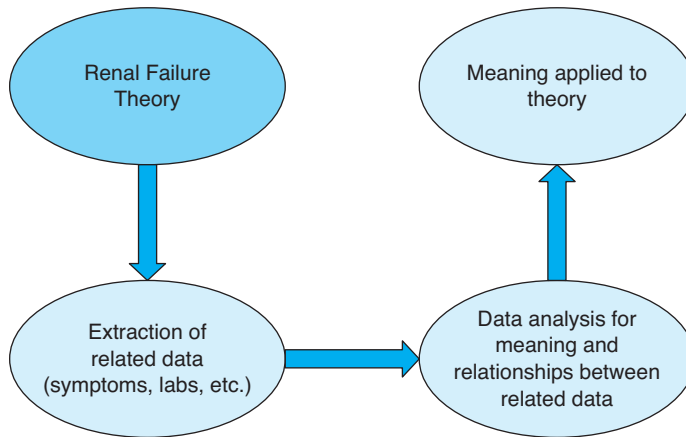 Renal Failure
Theory
Extraction of
related data
(symptoms, labs, etc.)
Data analysis for
meaning and
relationships between
related data
Meaning applied to
theory